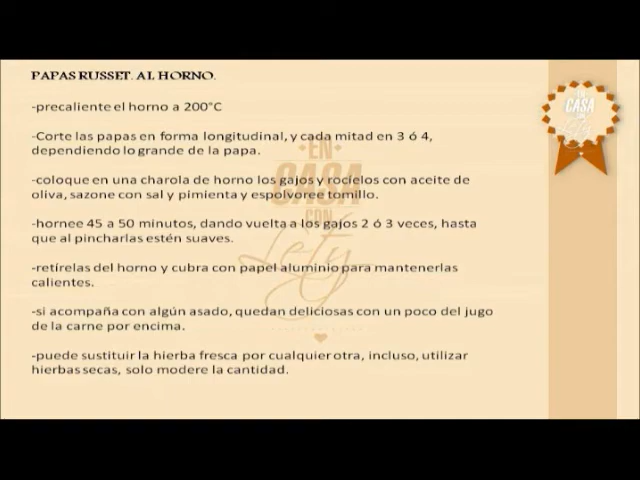 PAPAS RUSSET. AL HORNO.
-precaliente el horno a 200°C
-Corte las papas en forma longitudinal, y cada mitad en 3 ó 4,
dependiendo lo grande de la papa.
-coloque en una charola de horno los gajos y rocíelos con aceite de
oliva, sazone con sal y pimienta y espolvoree tomillo.
-hornee 45 a 50 minutos, dando vuelta a los gajos 2 ó 3 veces, hasta
que al pincharlas estén suaves.
-retírelas del horno y cubra con papel aluminio para mantenerlas
calientes.
-si acompaña con algún asado, quedan deliciosas con un poco del jugo
de la carne por encima.
-puede sustituir la hierba fresca por cualquier otra, incluso, utilizar
hierbas secas, solo modere la cantidad.
EN
CASA
CON
Lety
EN
CASA
CON
Lety